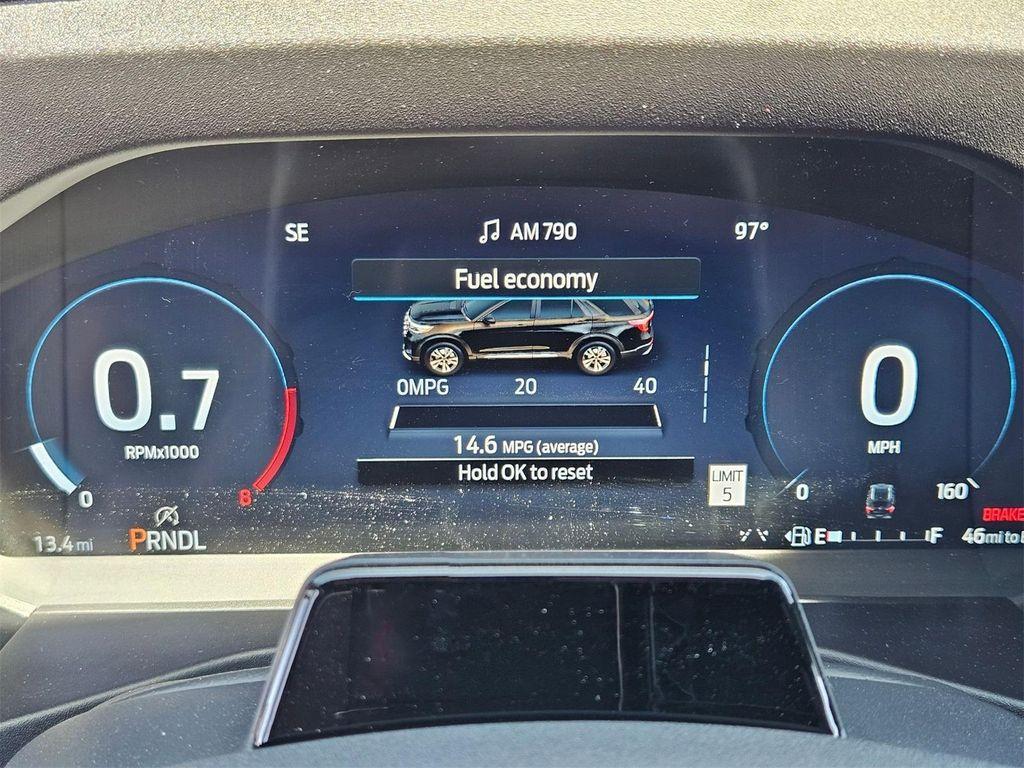 SE
AM 790
97°
Fuel economy
0MPG 20 40
14.6 MPG (average)
Hold OK to reset
0.7
RPMx1000
0 8
0
MPH
0 160
LIMIT
5
BRAKE
13.4 mi
PRNDL
E F
46mi to